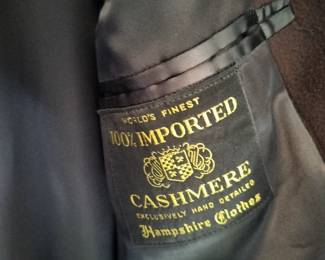 WORLD'S FINEST
100% IMPORTED
CASHMERE
EXCLUSIVELY HAND DETAILED
Hampshire Clothes